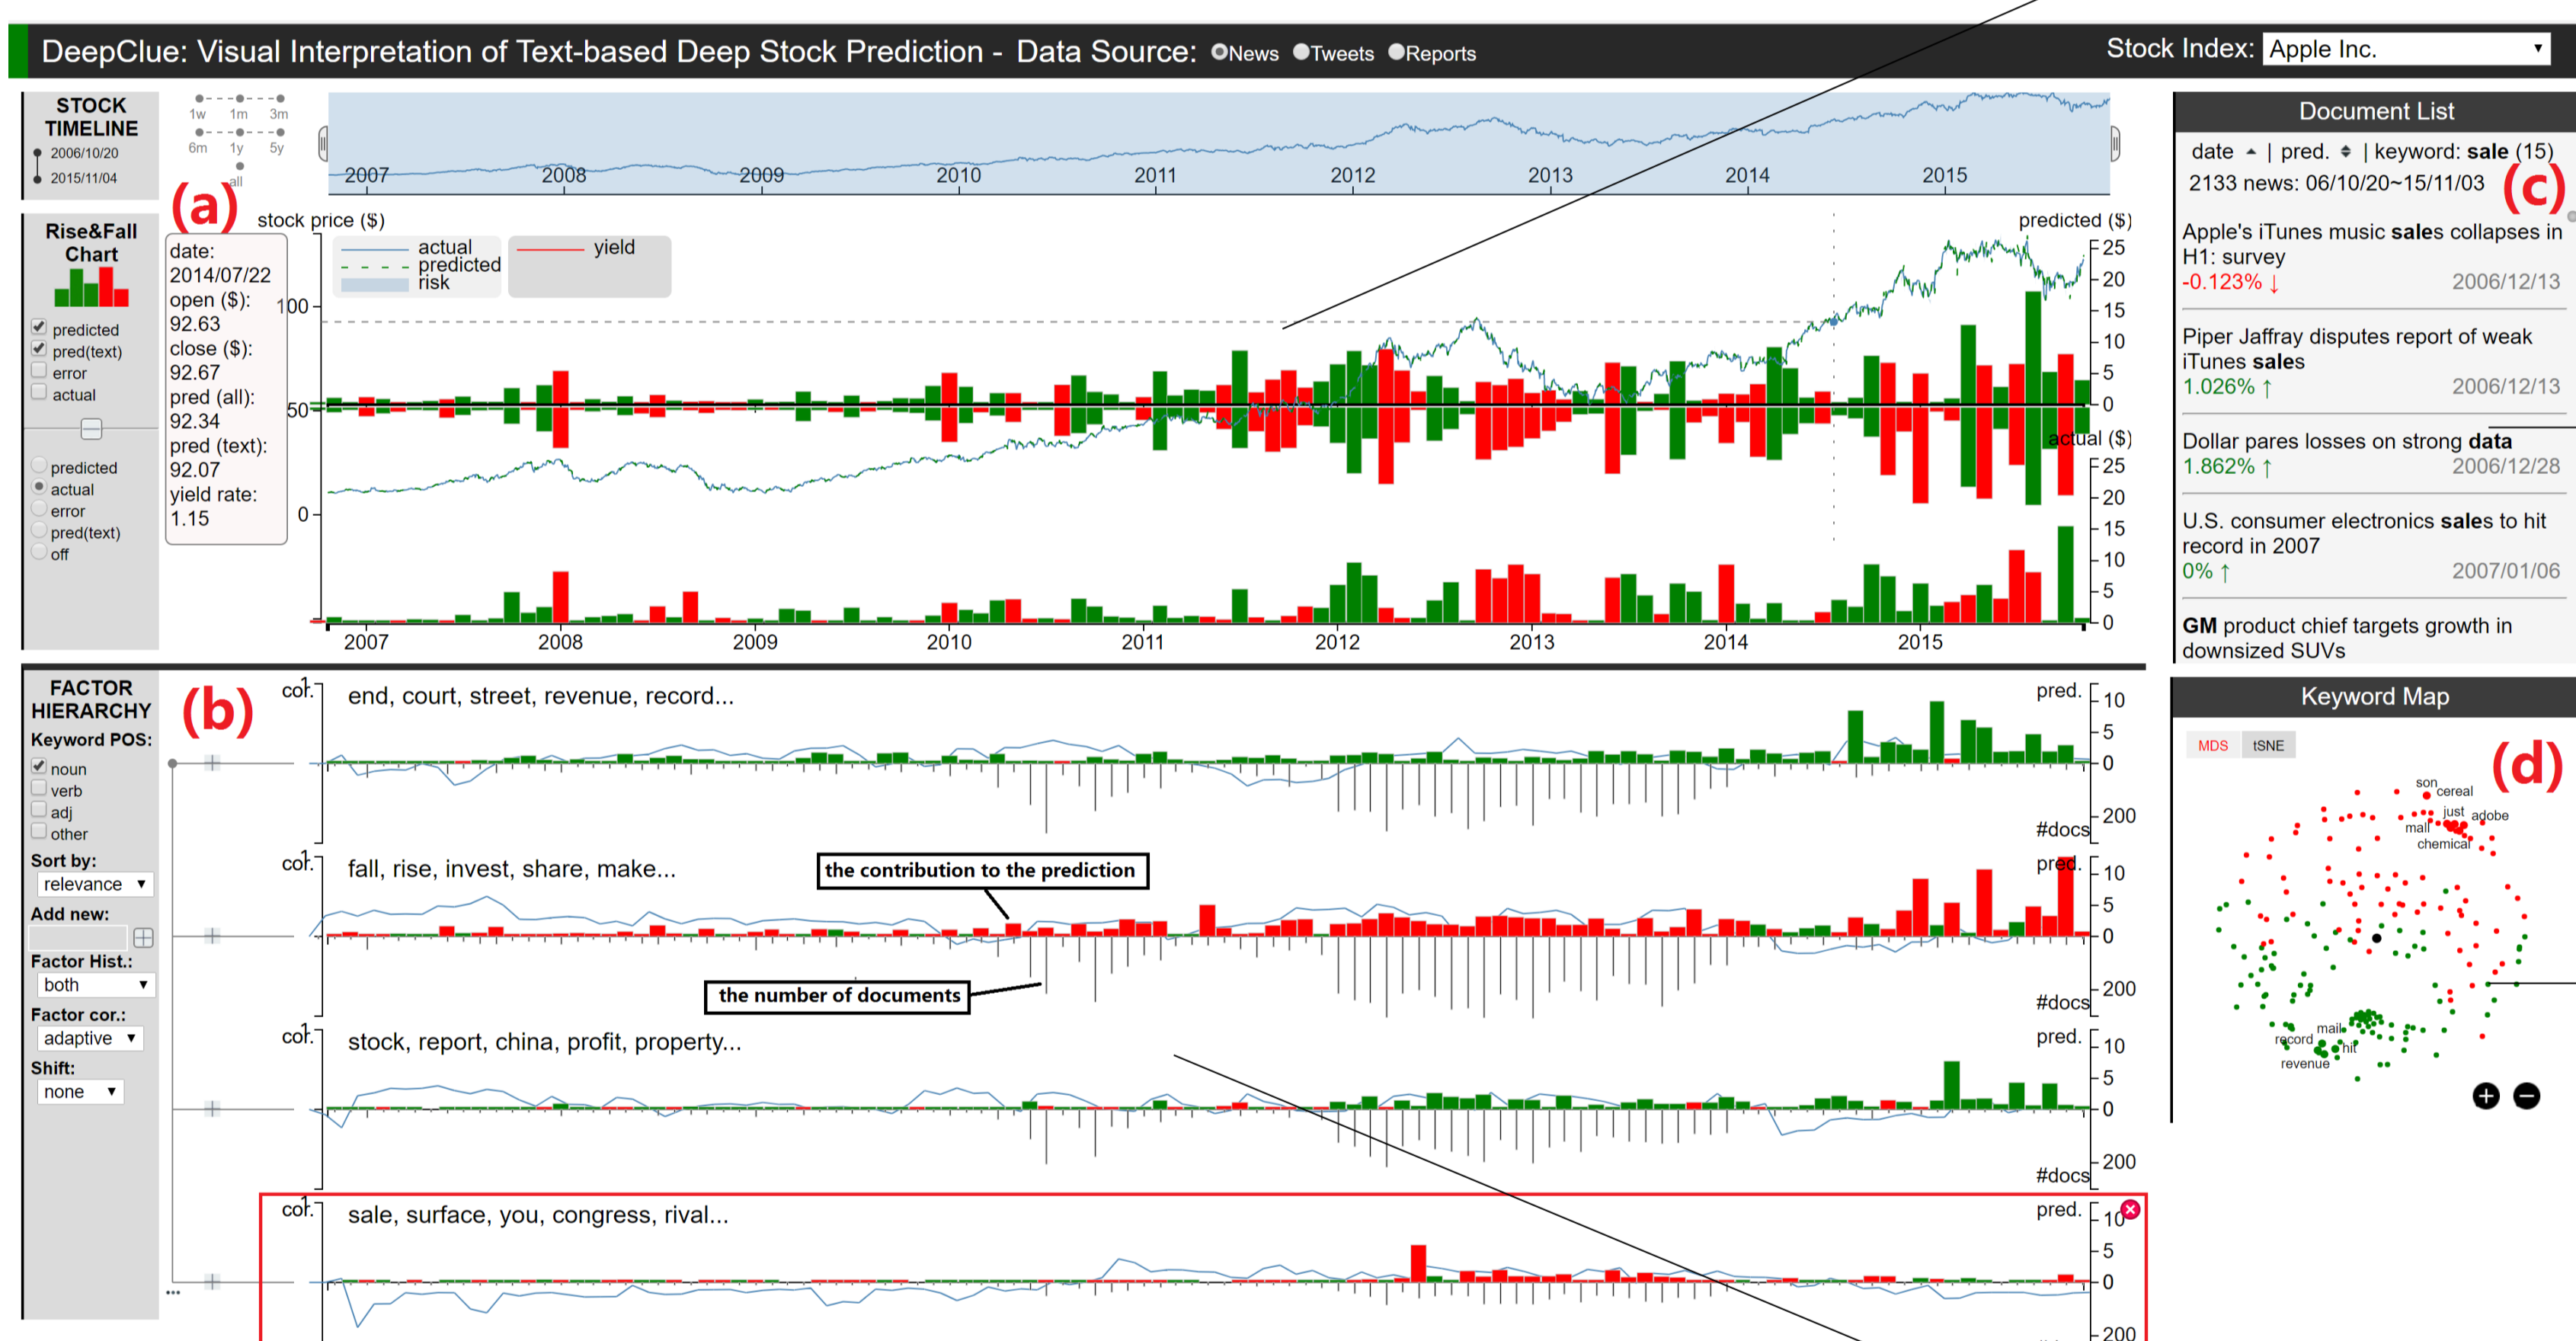 DeepClue: Visual Interpretation of Text-based Deep Stock Prediction - Data Source: News Tweets Reports
Stock Index: Apple Inc.
STOCK
TIMELINE
2006/10/20
2015/11/04
1w 1m 3m
6m 1y 5y
all
2007 2008 2009 2010 2011 2012 2013 2014 2015
(a)
Rise&Fall
Chart
predicted
pred(text)
error
actual
predicted
actual
error
pred(text)
off
date:
2014/07/22
open ($):
92.63
close ($):
92.67
pred (all):
92.34
pred (text):
92.07
yield rate:
1.15
stock price ($)
100
50
0
actual
predicted
risk
yield
predicted ($)
25
20
15
10
5
0
actual ($)
25
20
15
10
5
0
2007 2008 2009 2010 2011 2012 2013 2014 2015
Document List
date | pred. | keyword: sale (15)
2133 news: 06/10/20~15/11/03
(c)
Apple's iTunes music sales collapses in
H1: survey
-0.123% ↓ 2006/12/13
Piper Jaffray disputes report of weak
iTunes sales
1.026% ↑ 2006/12/13
Dollar pares losses on strong data
1.862% ↑ 2006/12/28
U.S. consumer electronics sales to hit
record in 2007
0% ↑ 2007/01/06
GM product chief targets growth in
downsized SUVs
FACTOR
HIERARCHY
(b)
Keyword POS:
noun
verb
adj
other
Sort by:
relevance
Add new:
Factor Hist.:
both
Factor cor.:
adaptive
Shift:
none
...
cor. 1
end, court, street, revenue, record...
pred.
10
5
0
200
#docs
cor. 1
fall, rise, invest, share, make...
the contribution to the prediction
the number of documents
pred.
10
5
0
200
#docs
cor. 1
stock, report, china, profit, property...
pred.
10
5
0
200
#docs
cor. 1
sale, surface, you, congress, rival...
pred.
10
5
0
200
Keyword Map
MDS tSNE
(d)
son
cereal
just
adobe
mall
chemical
mail
record
hit
revenue